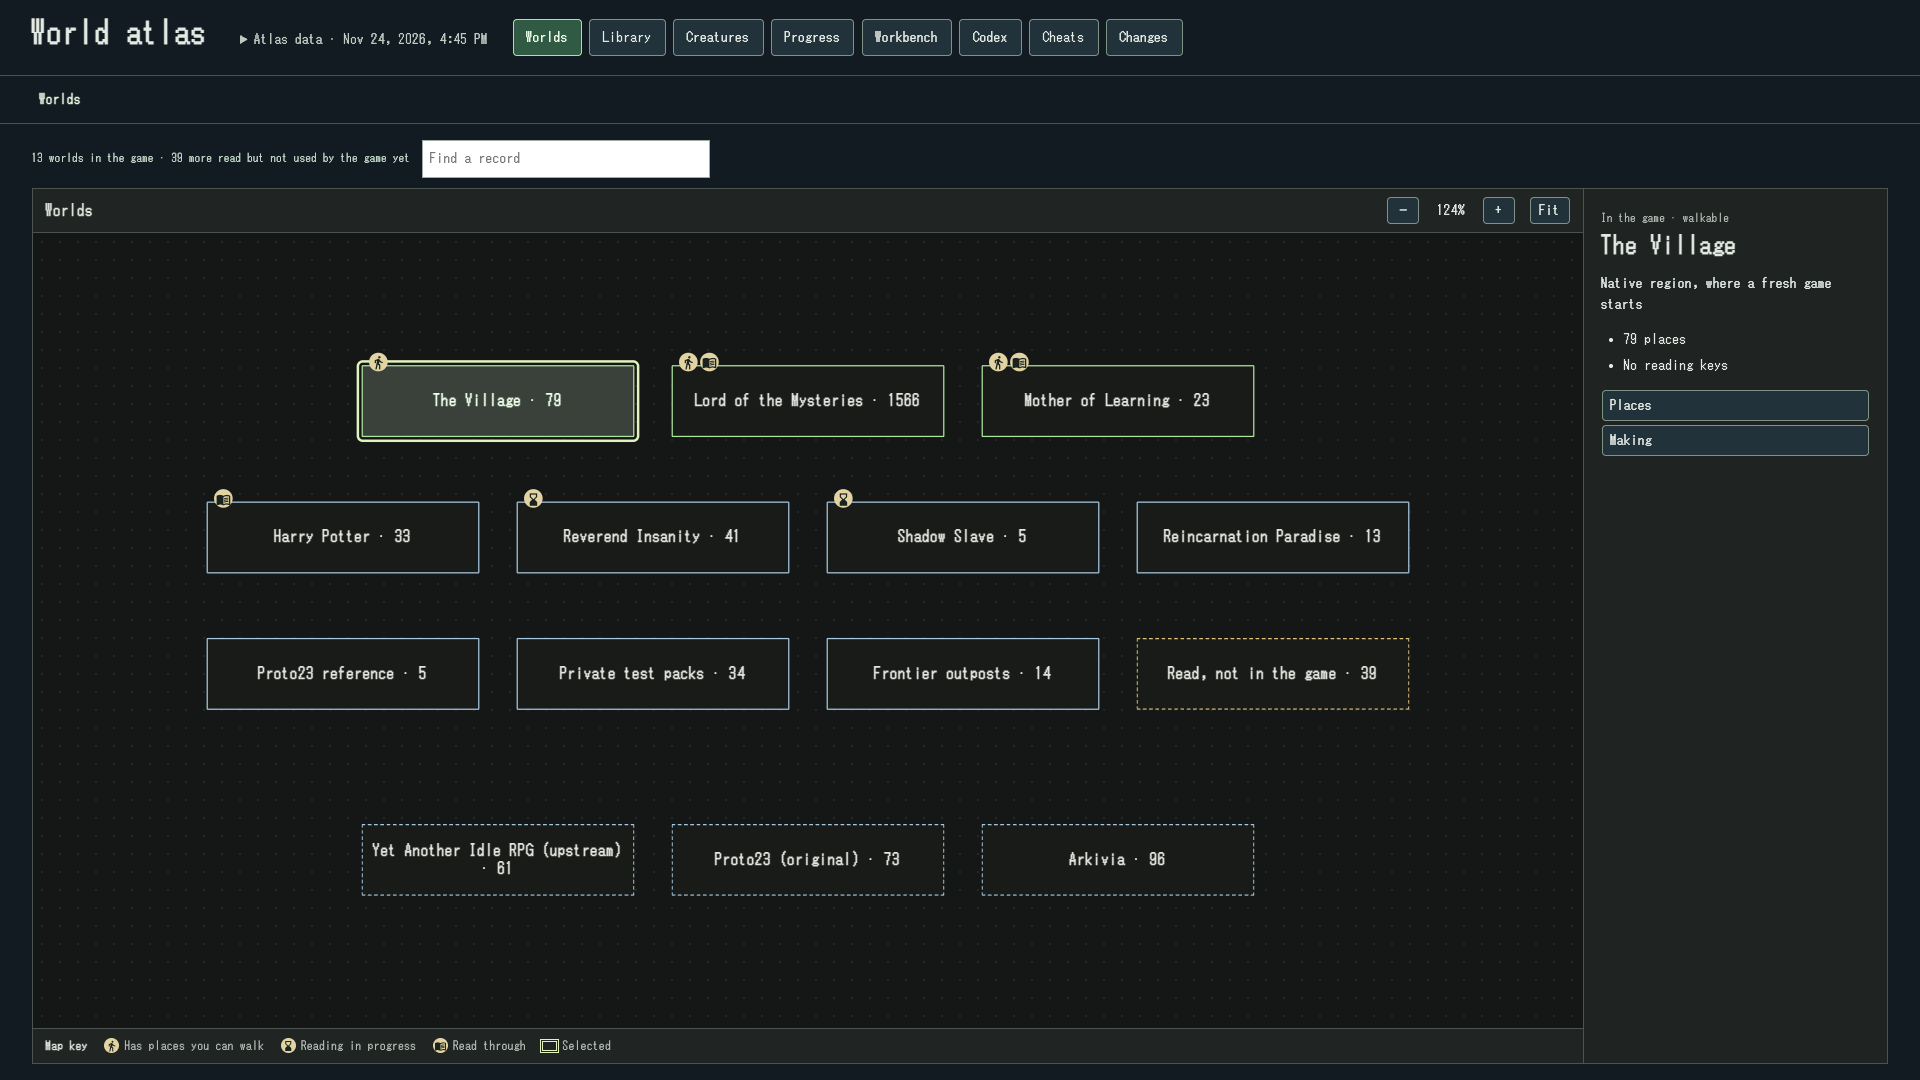 World atlas
▶ Atlas data · Nov 24, 2026, 4:45 PM
Worlds
Library
Creatures
Progress
Workbench
Codex
Cheats
Changes
Worlds
13 worlds in the game · 39 more read but not used by the game yet
Find a record
Worlds
−
124%
+
Fit
The Village · 79
Lord of the Mysteries · 1566
Mother of Learning · 23
Harry Potter · 33
Reverend Insanity · 41
Shadow Slave · 5
Reincarnation Paradise · 13
Proto23 reference · 5
Private test packs · 34
Frontier outposts · 14
Read, not in the game · 39
Yet Another Idle RPG (upstream)
· 61
Proto23 (original) · 73
Arkivia · 96
Map key
Has places you can walk
Reading in progress
Read through
Selected
In the game · walkable
The Village
Native region, where a fresh game
starts
• 79 places
• No reading keys
Places
Making